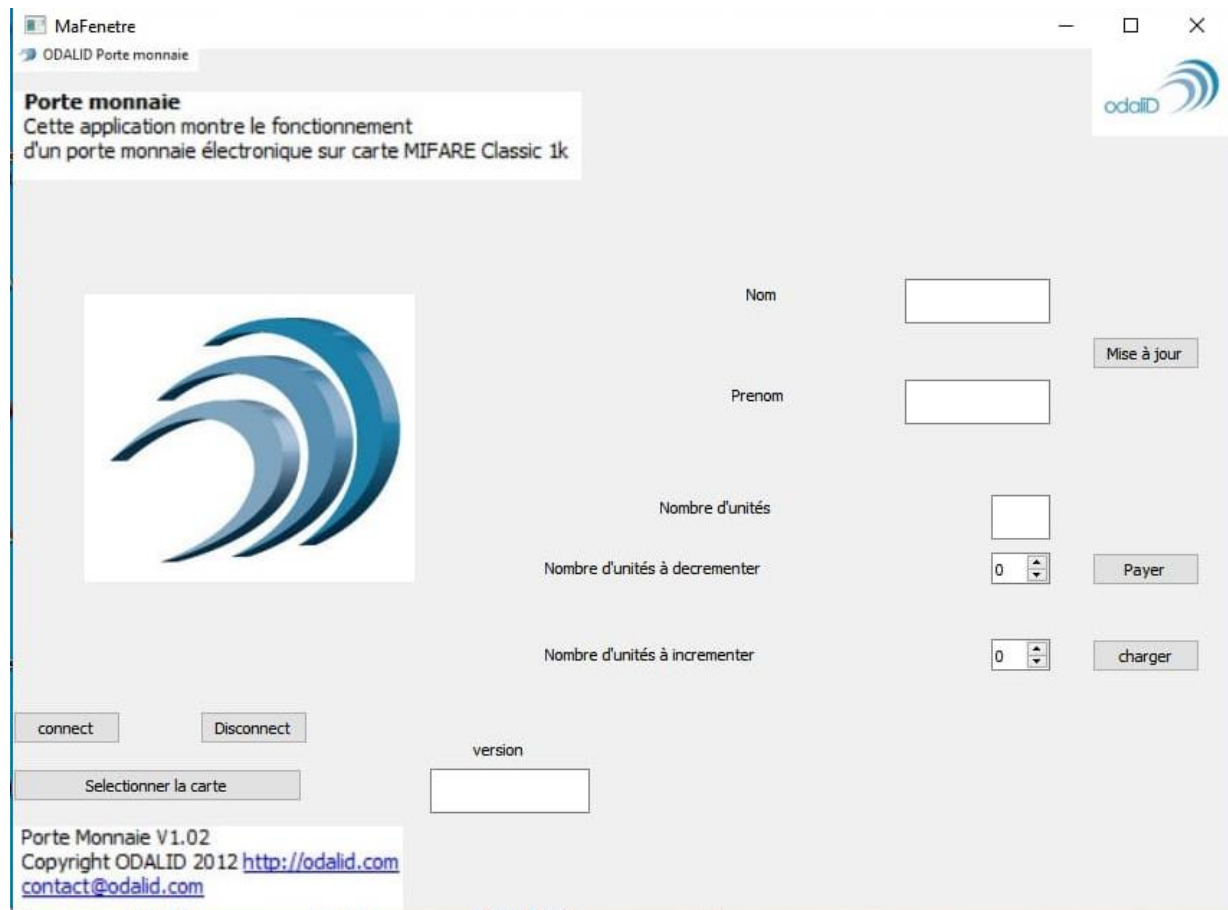 MaFenetre
ODALID Porte monnaie
odaliD
Porte monnaie
Cette application montre le fonctionnement
d'un porte monnaie électronique sur carte MIFARE Classic 1k
Nom
Mise à jour
Prenom
Nombre d'unités
Nombre d'unités à decrementer
0
Payer
Nombre d'unités à incrementer
0
charger
connect
Disconnect
version
Selectionner la carte
Porte Monnaie V1.02
Copyright ODALID 2012 http://odalid.com
contact@odalid.com